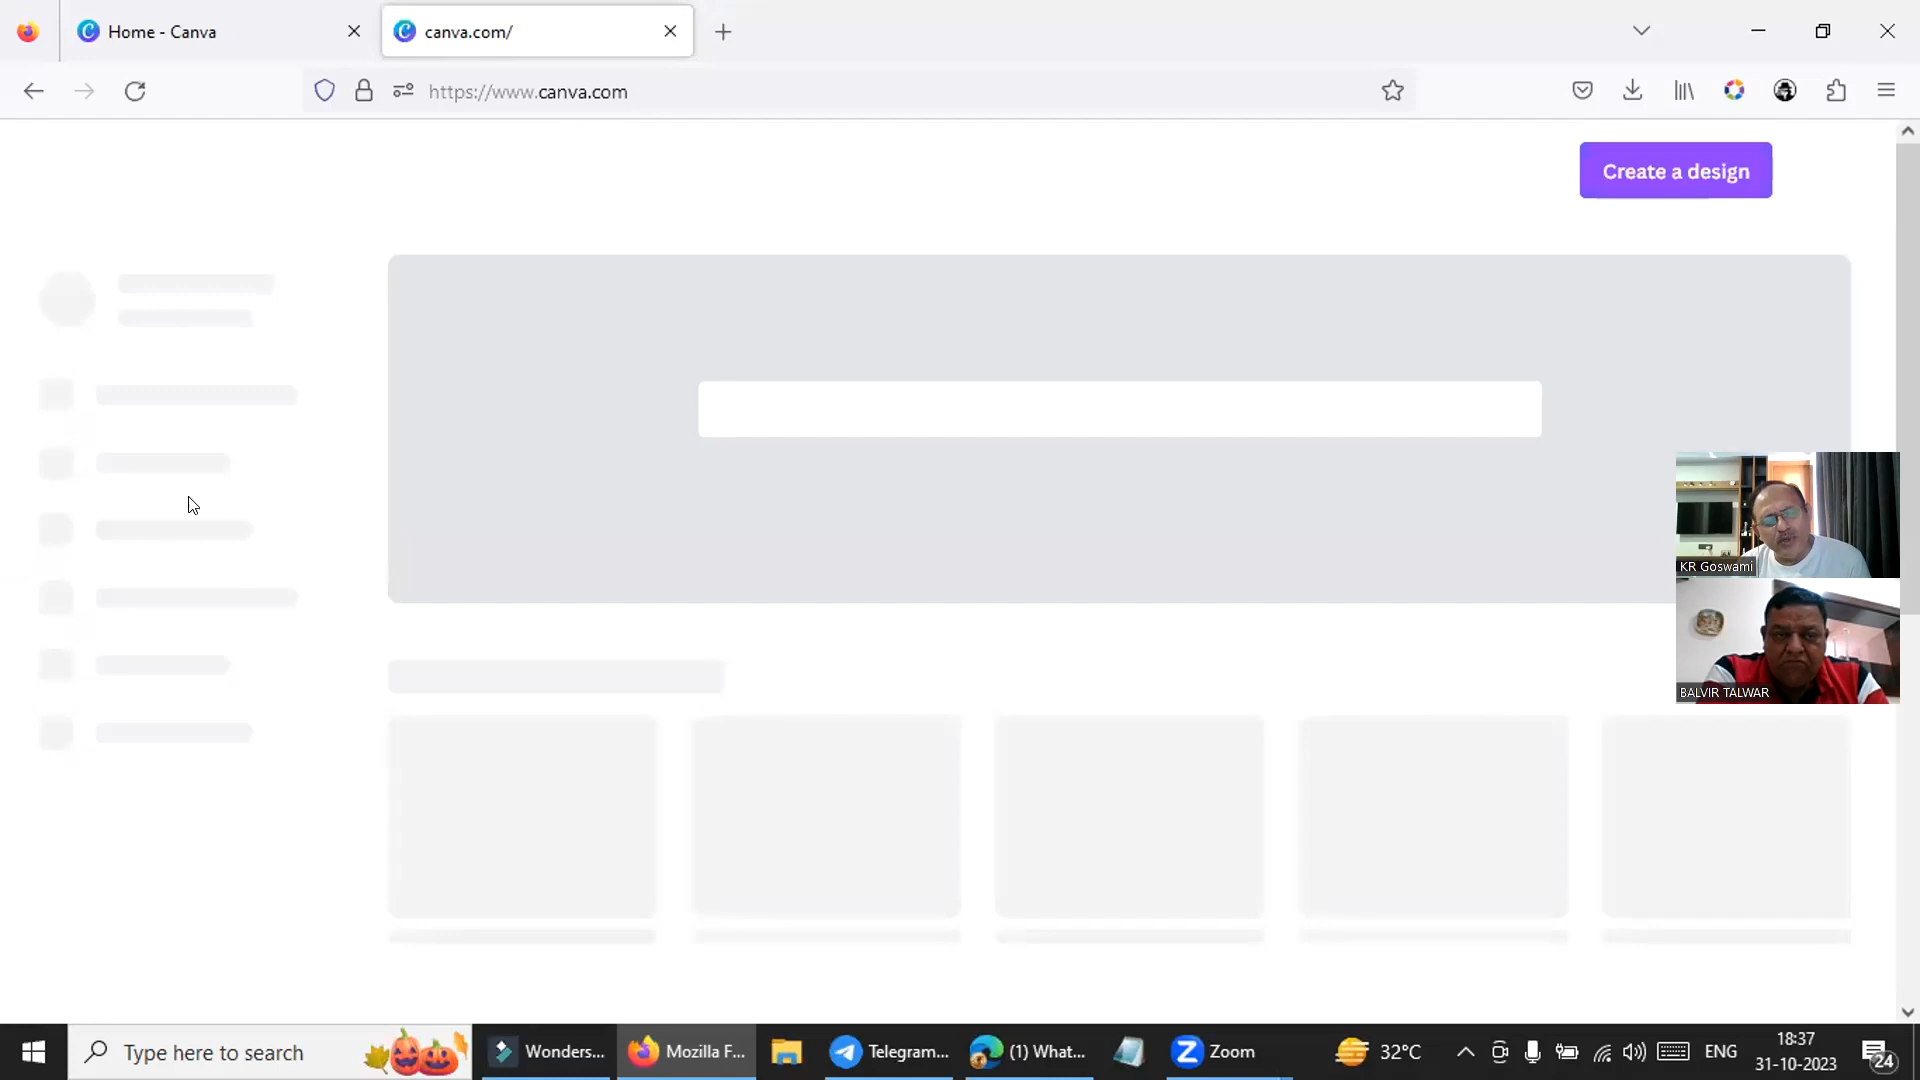 Home - Canva
canva.com/
https://www.canva.com
Create a design
KR Goswami
BALVIR TALWAR
Type here to search
Wonders...
Mozilla F...
Telegram...
(1) What...
Zoom
32°C
ENG
18:37
31-10-2023
24